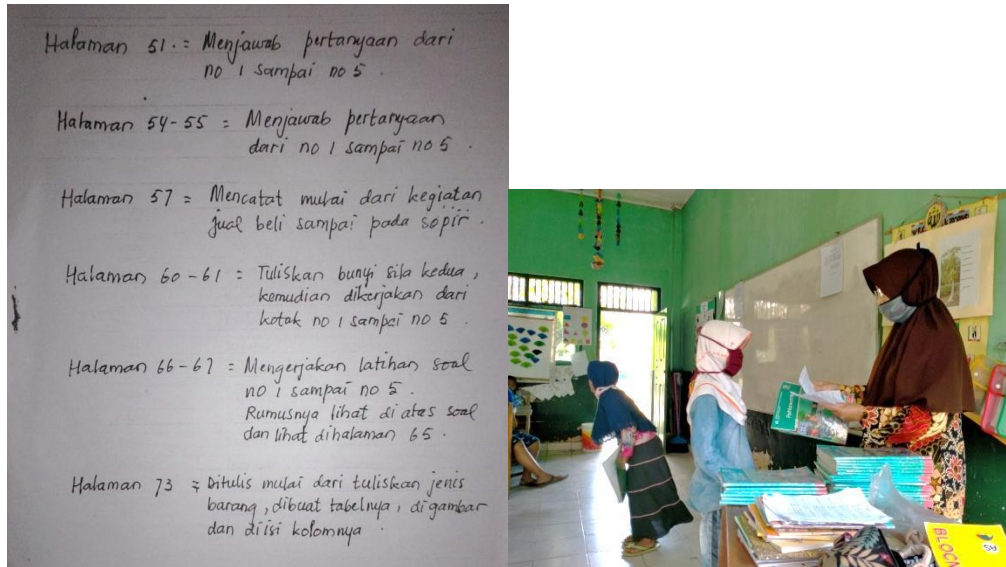 Halaman 51. = Menjawab pertanyaan dari
no 1 sampai no 5.
Halaman 54-55 = Menjawab pertanyaan
dari no 1 sampai no 5.
Halaman 57 = Mencatat mulai dari kegiatan
jual beli sampai pada sopir.
Halaman 60-61 = Tuliskan bunyi sila kedua,
kemudian dikerjakan dari
kotak no 1 sampai no 5.
Halaman 66-67 = Mengerjakan latihan soal
no 1 sampai no 5.
Rumusnya lihat di atas soal
dan lihat dihalaman 65.
Halaman 73 = Ditulis mulai dari tuliskan jenis
barang, dibuat tabelnya, digambar
dan diisi kolomnya